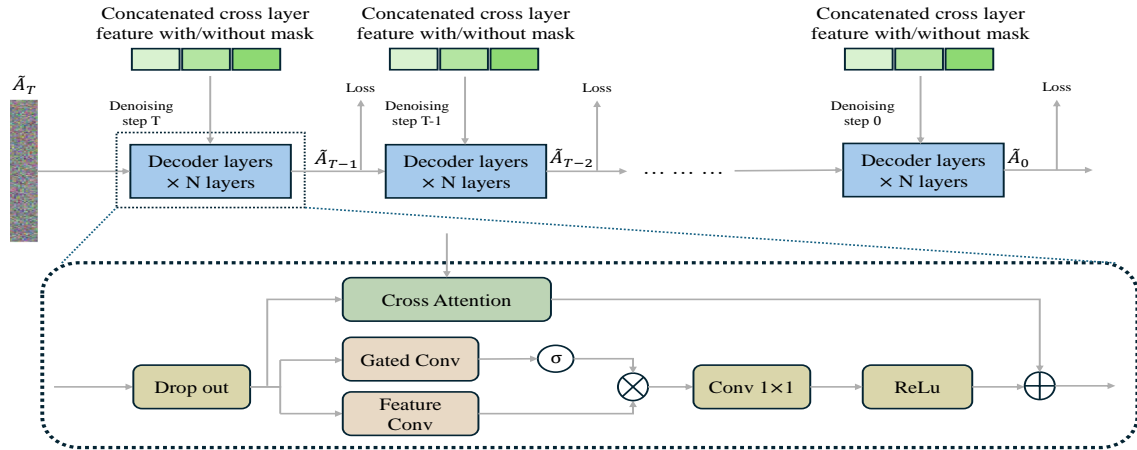 Concatenated cross layer
feature with/without mask
Concatenated cross layer
feature with/without mask
Concatenated cross layer
feature with/without mask
Ã_T
Denoising
step T
Loss
Denoising
step T-1
Loss
Denoising
step 0
Loss
Decoder layers
× N layers
Ã_{T−1}
Decoder layers
× N layers
Ã_{T−2}
... ... ...
Decoder layers
× N layers
Ã_0
Cross Attention
Gated Conv
σ
Drop out
Feature
Conv
Conv 1×1
ReLu